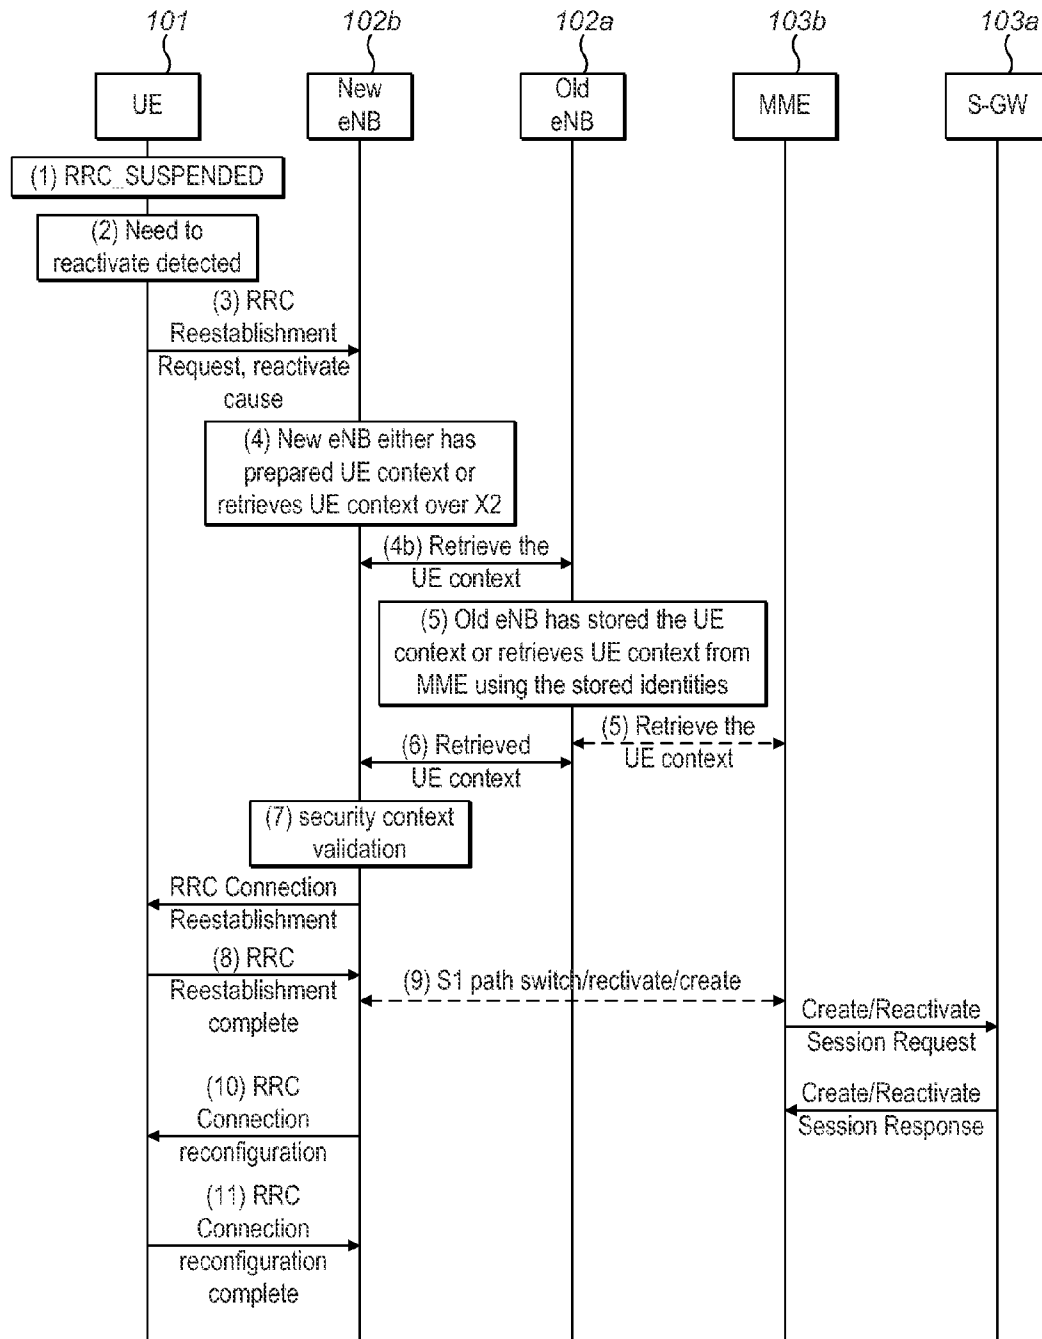 101 102b 102a 103b 103a
UE
New
eNB
Old
eNB
MME
S-GW
(1) RRC_SUSPENDED
(2) Need to
reactivate detected
(3) RRC
Reestablishment
Request, reactivate
cause
(4) New eNB either has
prepared UE context or
retrieves UE context over X2
(4b) Retrieve the
UE context
(5) Old eNB has stored the UE
context or retrieves UE context from
MME using the stored identities
(5) Retrieve the
UE context
(6) Retrieved
UE context
(7) security context
validation
RRC Connection
Reestablishment
(8) RRC
Reestablishment
complete
(9) S1 path switch/rectivate/create
Create/Reactivate
Session Request
Create/Reactivate
Session Response
(10) RRC
Connection
reconfiguration
(11) RRC
Connection
reconfiguration
complete